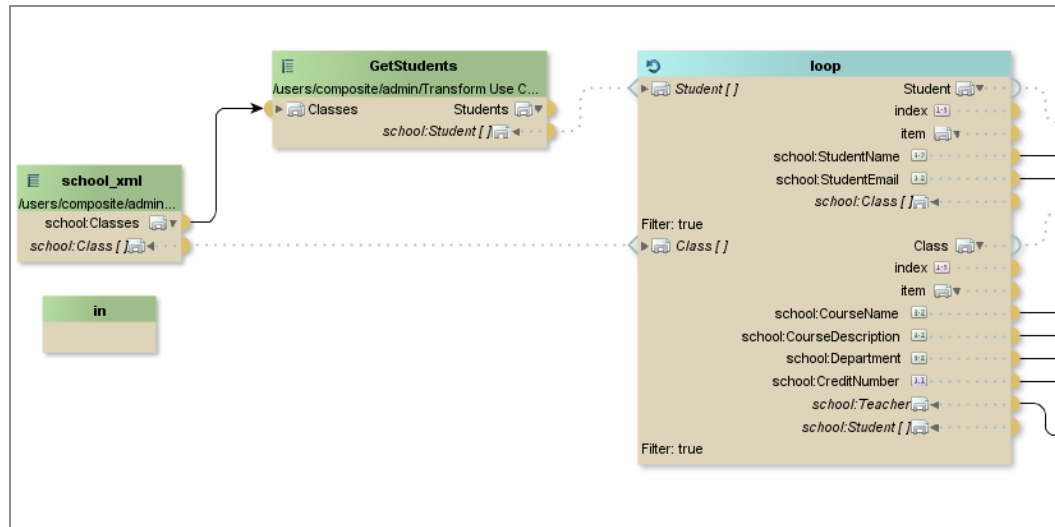 GetStudents
/users/composite/admin/Transform Use C...
Classes Students
school:Student [ ]
school_xml
/users/composite/admin...
school:Classes
school:Class [ ]
in
loop
Student [ ] Student
index
item
school:StudentName
school:StudentEmail
school:Class [ ]
Filter: true
Class [ ] Class
index
item
school:CourseName
school:CourseDescription
school:Department
school:CreditNumber
school:Teacher
school:Student [ ]
Filter: true